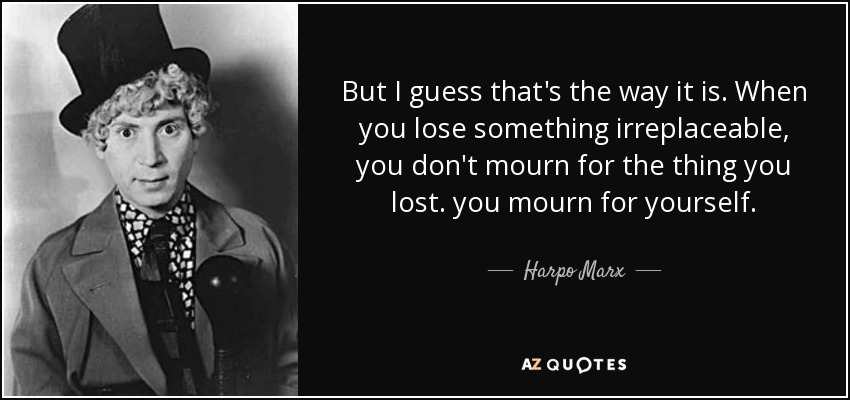 But I guess that's the way it is. When
you lose something irreplaceable,
you don't mourn for the thing you
lost. you mourn for yourself.
Harpo Marx
AZ QUOTES